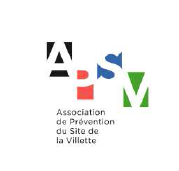 APSV
Association
de Prévention
du Site de
la Villette